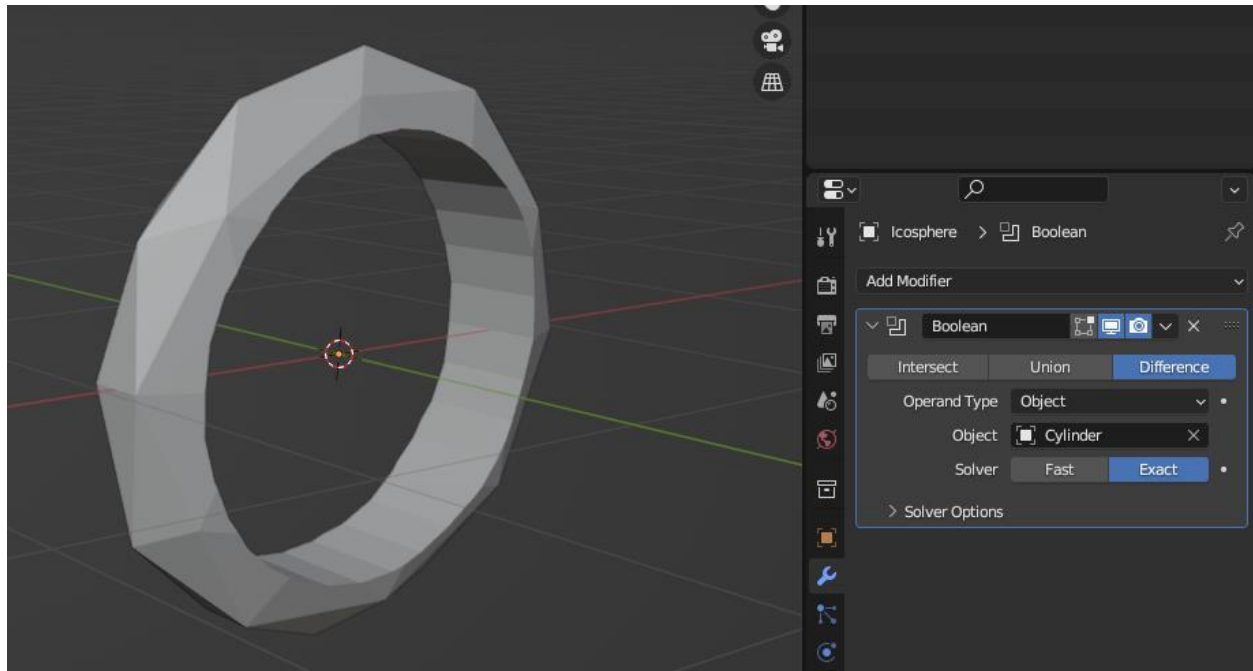 Icosphere > Boolean
Add Modifier
Boolean
Intersect Union Difference
Operand Type Object
Object Cylinder
Solver Fast Exact
> Solver Options